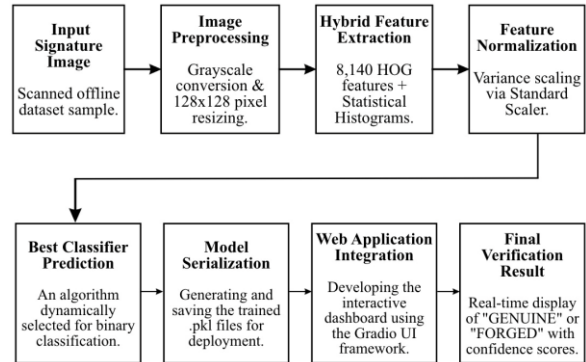 Input
Signature
Image
Scanned offline
dataset sample.
Image
Preprocessing
Grayscale
conversion &
128x128 pixel
resizing.
Hybrid Feature
Extraction
8,140 HOG
features +
Statistical
Histograms.
Feature
Normalization
Variance scaling
via Standard
Scaler.
Best Classifier
Prediction
An algorithm
dynamically
selected for binary
classification.
Model
Serialization
Generating and
saving the trained
.pkl files for
deployment.
Web Application
Integration
Developing the
interactive
dashboard using
the Gradio UI
framework.
Final
Verification
Result
Real-time display
of "GENUINE" or
"FORGED" with
confidence scores.